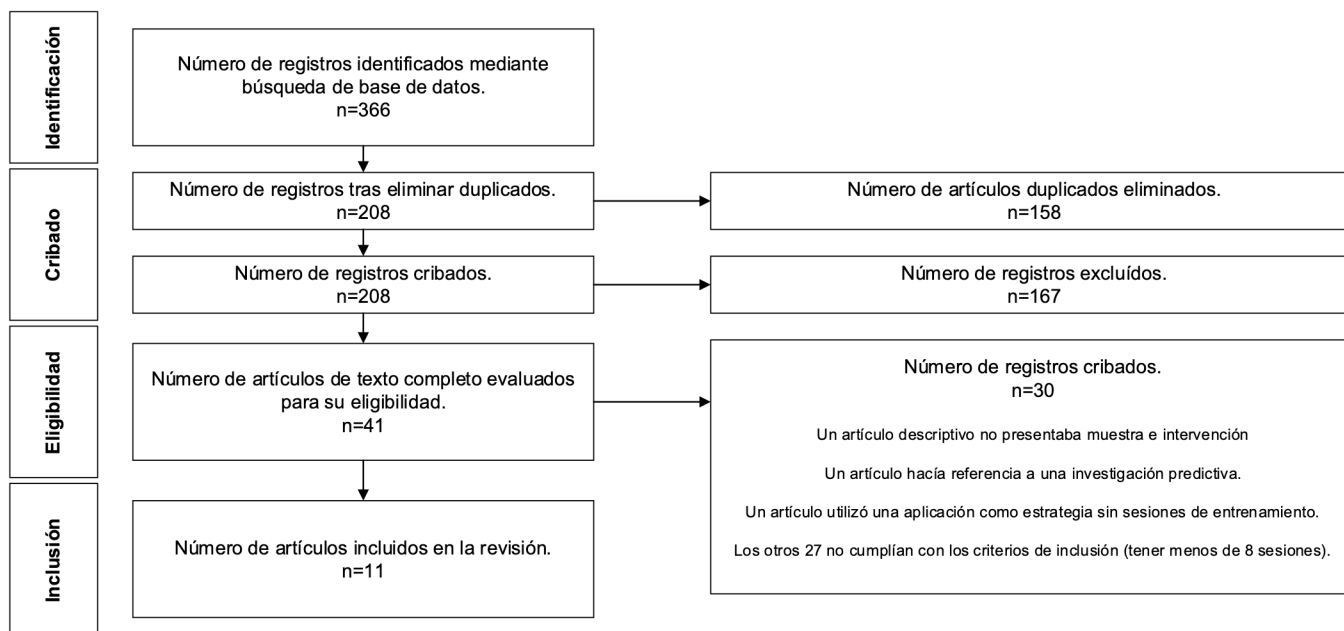 Identificación
Número de registros identificados mediante
búsqueda de base de datos.
n=366
Cribado
Número de registros tras eliminar duplicados.
n=208
Número de artículos duplicados eliminados.
n=158
Número de registros cribados.
n=208
Número de registros excluídos.
n=167
Eligibilidad
Número de artículos de texto completo evaluados
para su eligibilidad.
n=41
Número de registros cribados.
n=30
Un artículo descriptivo no presentaba muestra e intervención
Un artículo hacía referencia a una investigación predictiva.
Un artículo utilizó una aplicación como estrategia sin sesiones de entrenamiento.
Los otros 27 no cumplían con los criterios de inclusión (tener menos de 8 sesiones).
Inclusión
Número de artículos incluidos en la revisión.
n=11